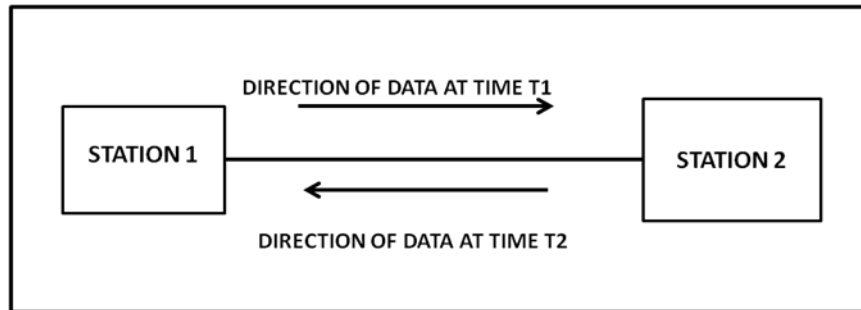 DIRECTION OF DATA AT TIME T1
STATION 1
STATION 2
DIRECTION OF DATA AT TIME T2